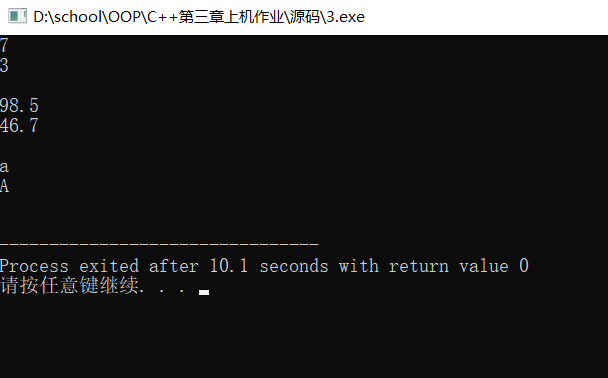 D:\school\OOP\C++第三章上机作业\源码\3.exe
7
3
98.5
46.7
a
A
--------------------------------
Process exited after 10.1 seconds with return value 0
请按任意键继续. . .